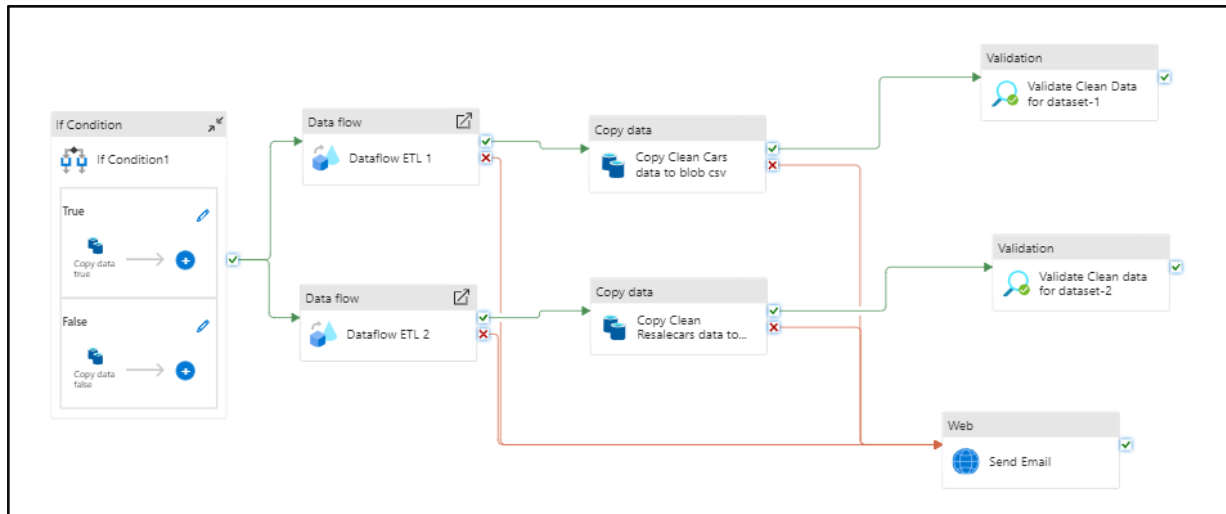 If Condition
If Condition1
True
Copy data
true
False
Copy data
false
Data flow
Dataflow ETL 1
Data flow
Dataflow ETL 2
Copy data
Copy Clean Cars
data to blob csv
Copy data
Copy Clean
Resalecars data to...
Validation
Validate Clean Data
for dataset-1
Validation
Validate Clean data
for dataset-2
Web
Send Email